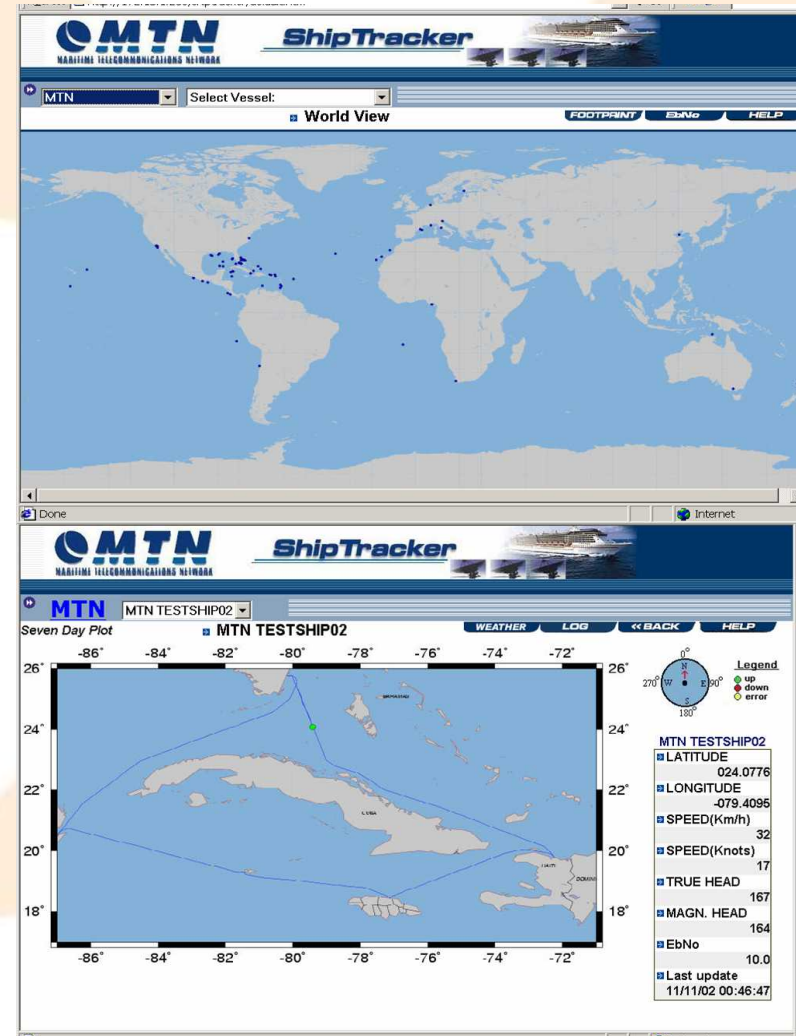 MTN
MARITIME TELECOMMUNICATIONS NETWORK
ShipTracker
MTN
Select Vessel:
World View
FOOTPRINT
EbNo
HELP
Done
Internet
MTN
MARITIME TELECOMMUNICATIONS NETWORK
ShipTracker
MTN
MTN TESTSHIP02
Seven Day Plot
MTN TESTSHIP02
WEATHER
LOG
<< BACK
HELP
-86° -84° -82° -80° -78° -76° -74° -72°
26° 26°
24° 24°
22° 22°
20° 20°
18° 18°
-86° -84° -82° -80° -78° -76° -74° -72°
BAHAMAS
CUBA
HAITI
DOMINI
0°
N
270° W E 90°
S
180°
Legend
up
down
error
MTN TESTSHIP02
LATITUDE
024.0776
LONGITUDE
-079.4095
SPEED(Km/h)
32
SPEED(Knots)
17
TRUE HEAD
167
MAGN. HEAD
164
EbNo
10.0
Last update
11/11/02 00:46:47